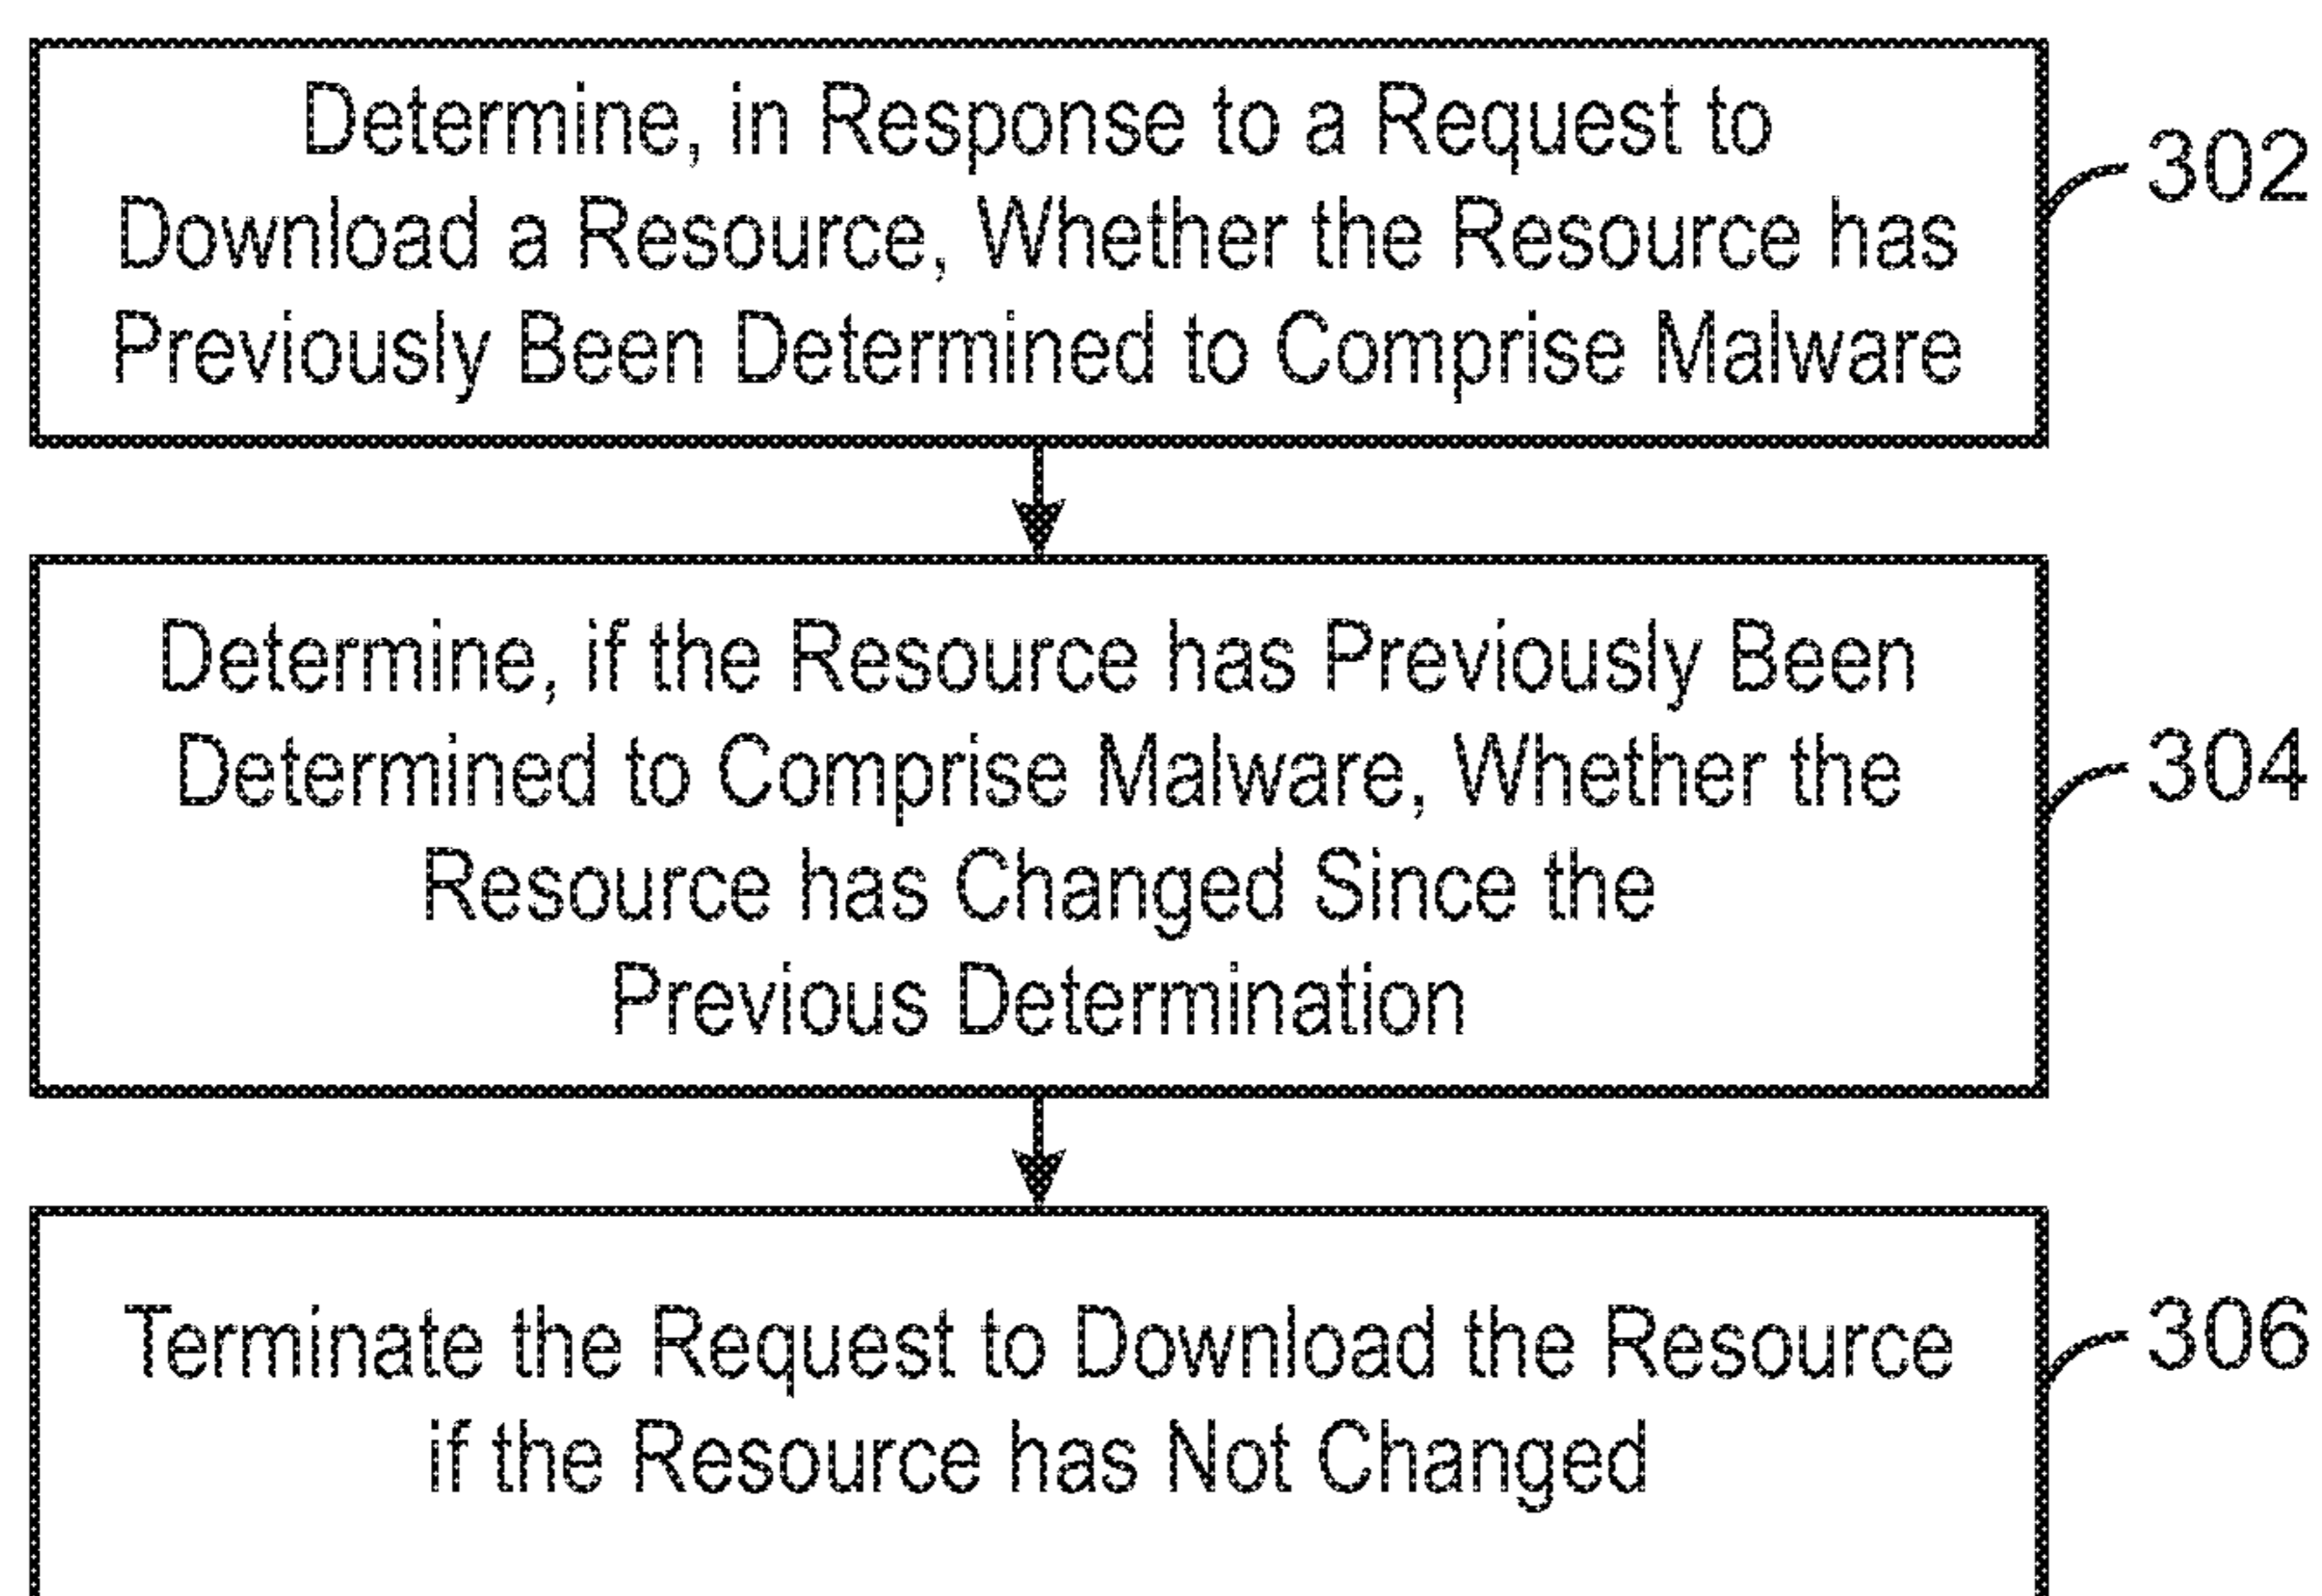 Determine, in Response to a Request to
Download a Resource, Whether the Resource has
Previously Been Determined to Comprise Malware
302
Determine, if the Resource has Previously Been
Determined to Comprise Malware, Whether the
Resource has Changed Since the
Previous Determination
304
Terminate the Request to Download the Resource
if the Resource has Not Changed
306